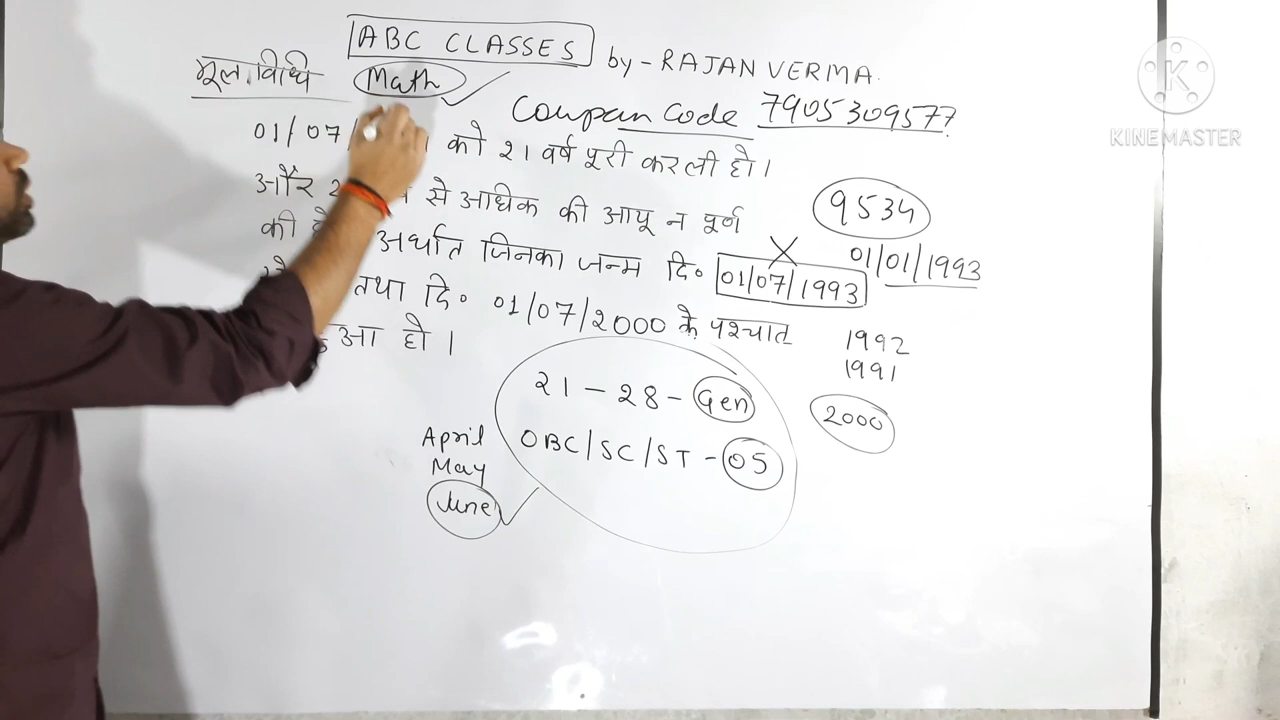 ABC CLASSES by - RAJAN VERMA.
मूल विधि Math
Coupan Code 7905309577
01/07/ को 21 वर्ष पूरी कर ली हो।
और से अधिक की आयू न पूर्ण
की अर्थात जिनका जन्म दि० 01/07/1993
तथा दि० 01/07/2000 के पश्चात
हो।
9534
01/01/1993
1992
1991
2000
21 - 28 - Gen
OBC/SC/ST - 05
April
May
June
KINEMASTER